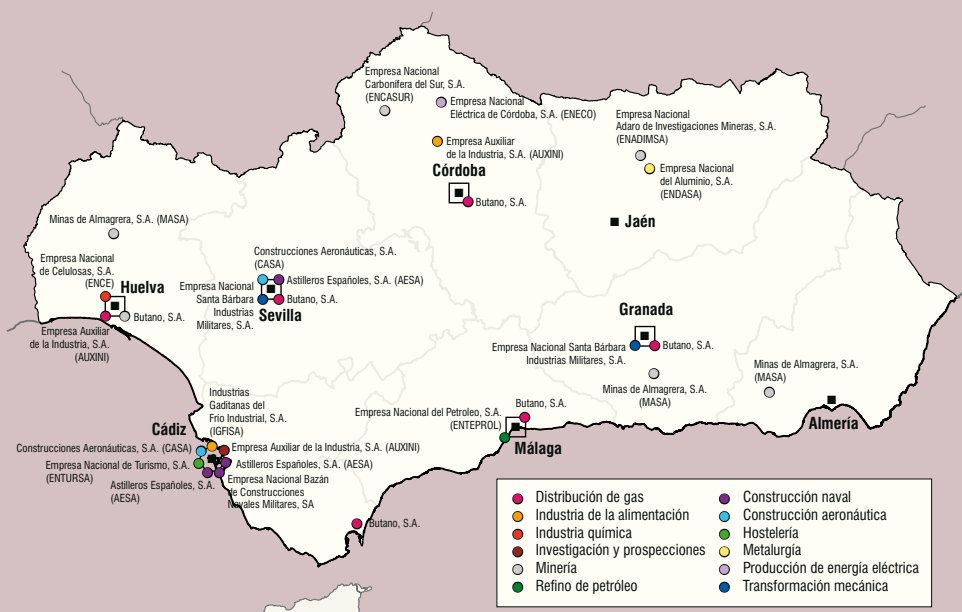 Empresa Nacional
Carbonífera del Sur, S.A.
(ENCASUR)
Empresa Nacional
Eléctrica de Córdoba, S.A. (ENECO)
Empresa Auxiliar
de la Industria, S.A. (AUXINI)
Córdoba
Butano, S.A.
Empresa Nacional
Adaro de Investigaciones Mineras, S.A.
(ENADIMSA)
Empresa Nacional
del Aluminio, S.A.
(ENDASA)
Jaén
Minas de Almagrera, S.A. (MASA)
Empresa Nacional
de Celulosas, S.A.
(ENCE)
Huelva
Butano, S.A.
Empresa Auxiliar
de la Industria, S.A.
(AUXINI)
Construcciones Aeronáuticas, S.A.
(CASA)
Astilleros Españoles, S.A. (AESA)
Empresa Nacional
Santa Bárbara
Industrias
Militares, S.A.
Butano, S.A.
Sevilla
Granada
Empresa Nacional Santa Bárbara
Industrias Militares, S.A.
Butano, S.A.
Minas de Almagrera, S.A.
(MASA)
Minas de Almagrera, S.A.
(MASA)
Almería
Butano, S.A.
Empresa Nacional del Petroleo, S.A.
(ENTEPROL)
Málaga
Industrias
Gaditanas del
Frío Industrial, S.A.
(IGFISA)
Cádiz
Construcciones Aeronáuticas, S.A. (CASA)
Empresa Auxiliar de la Industria, S.A. (AUXINI)
Empresa Nacional de Turismo, S.A.
(ENTURSA)
Astilleros Españoles, S.A. (AESA)
Astilleros Españoles, S.A.
(AESA)
Empresa Nacional Bazán
de Construcciones
Navales Militares, SA
Butano, S.A.
Distribución de gas
Industria de la alimentación
Industria química
Investigación y prospecciones
Minería
Refino de petróleo
Construcción naval
Construcción aeronáutica
Hostelería
Metalurgía
Producción de energía eléctrica
Transformación mecánica